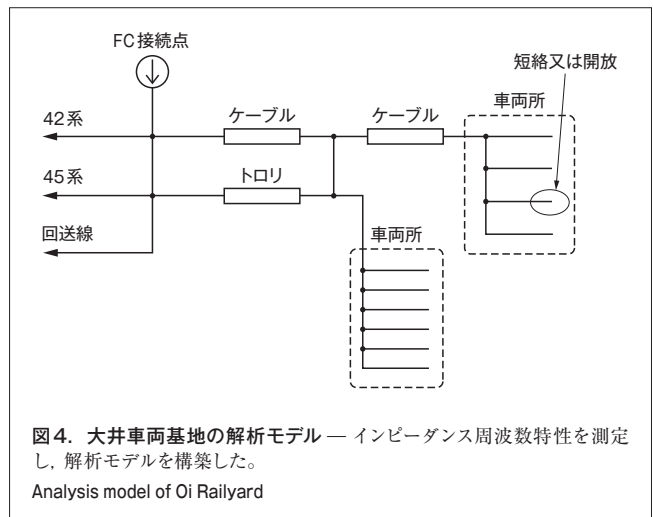 FC接続点
短絡又は開放
42系
ケーブル
ケーブル
車両所
45系
トロリ
回送線
車両所
図4. 大井車両基地の解析モデル — インピーダンス周波数特性を測定
し,解析モデルを構築した。
Analysis model of Oi Railyard